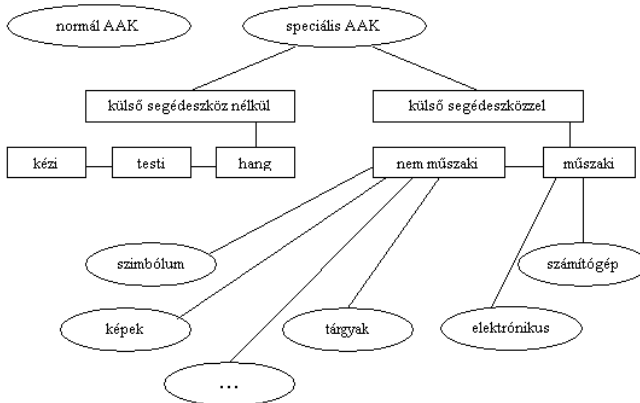 normál AAK
speciális AAK
külső segédeszköz nélkül
külső segédeszközzel
kézi
testi
hang
nem műszaki
műszaki
szimbólum
számítógép
képek
tárgyak
elektrónikus
...